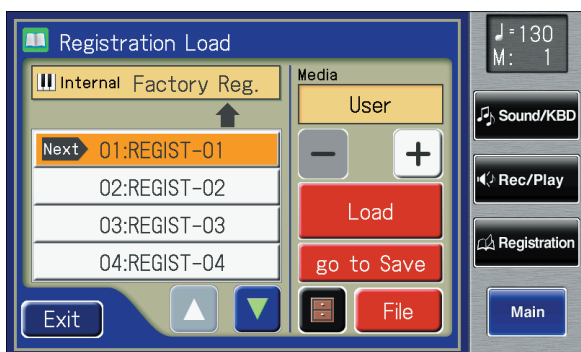 Registration Load
Internal Factory Reg.
Next 01:REGIST-01
02:REGIST-02
03:REGIST-03
04:REGIST-04
Exit
Media
User
− +
Load
go to Save
File
♩=130
M: 1
Sound/KBD
Rec/Play
Registration
Main